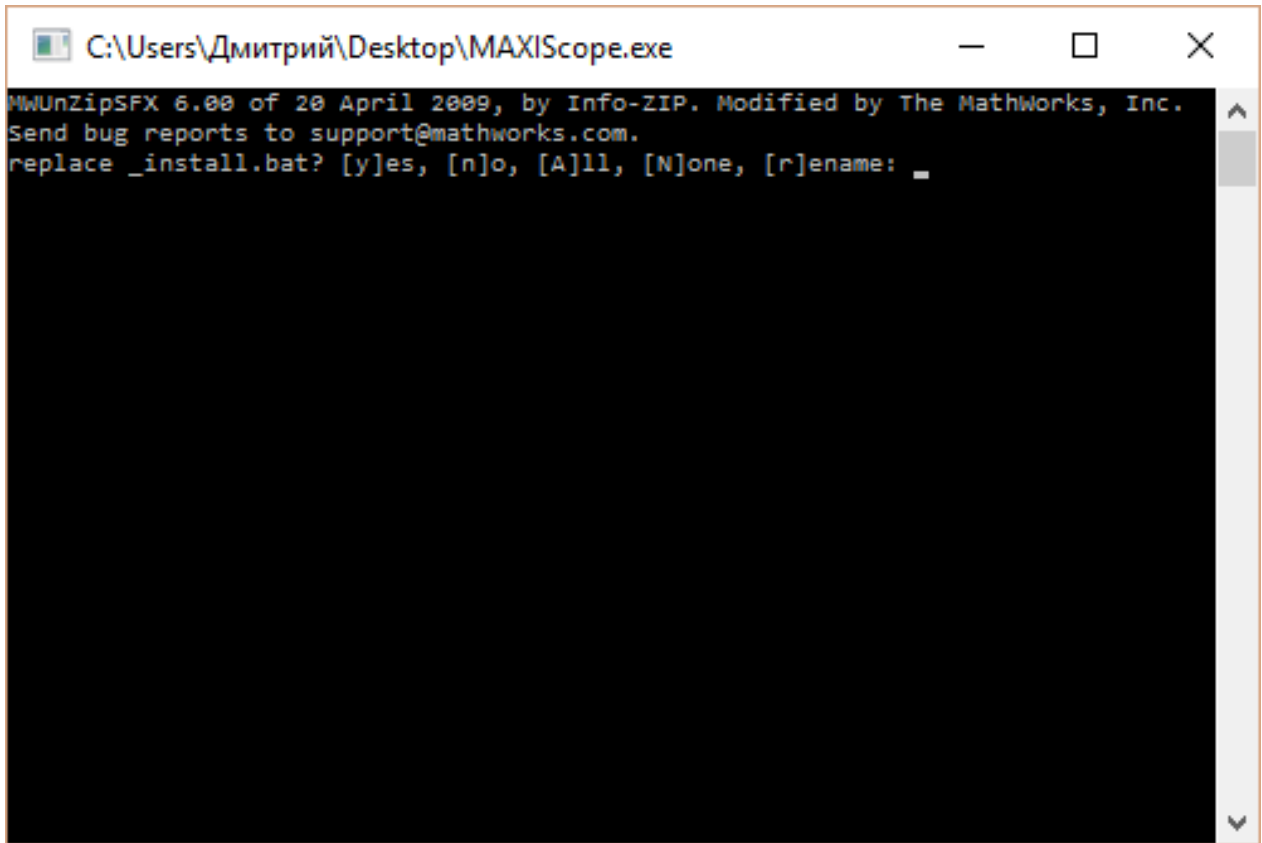 C:\Users\Дмитрий\Desktop\MAXIScope.exe
MWUnZipSFX 6.00 of 20 April 2009, by Info-ZIP. Modified by The MathWorks, Inc.
Send bug reports to support@mathworks.com.
replace _install.bat? [y]es, [n]o, [A]ll, [N]one, [r]ename: _